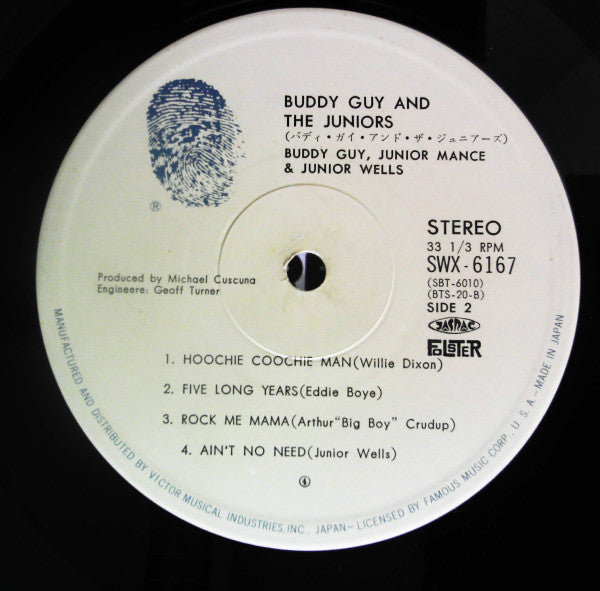 BUDDY GUY AND
THE JUNIORS
(バディ・ガイ・アンド・ザ・ジュニアーズ)
BUDDY GUY, JUNIOR MANCE
& JUNIOR WELLS
®
STEREO
33 1/3 RPM
SWX-6167
(SBT-6010)
(BTS-20-B)
SIDE 2
JASRAC
POLSTER
Produced by Michael Cuscuna
Engineere: Geoff Turner
1. HOOCHIE COOCHIE MAN(Willie Dixon)
2. FIVE LONG YEARS(Eddie Boye)
3. ROCK ME MAMA(Arthur"Big Boy" Crudup)
4. AIN'T NO NEED(Junior Wells)
4
MANUFACTURED AND DISTRIBUTED BY VICTOR MUSICAL INDUSTRIES, INC., JAPAN-LICENSED BY FAMOUS MUSIC CORP., U.S.A-MADE IN JAPAN